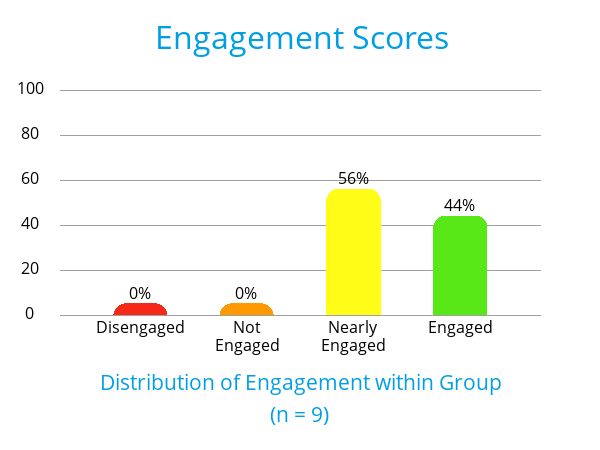 Engagement Scores
100
80
60
40
20
0
0%
0%
56%
44%
Disengaged
Not
Engaged
Nearly
Engaged
Engaged
Distribution of Engagement within Group
(n = 9)